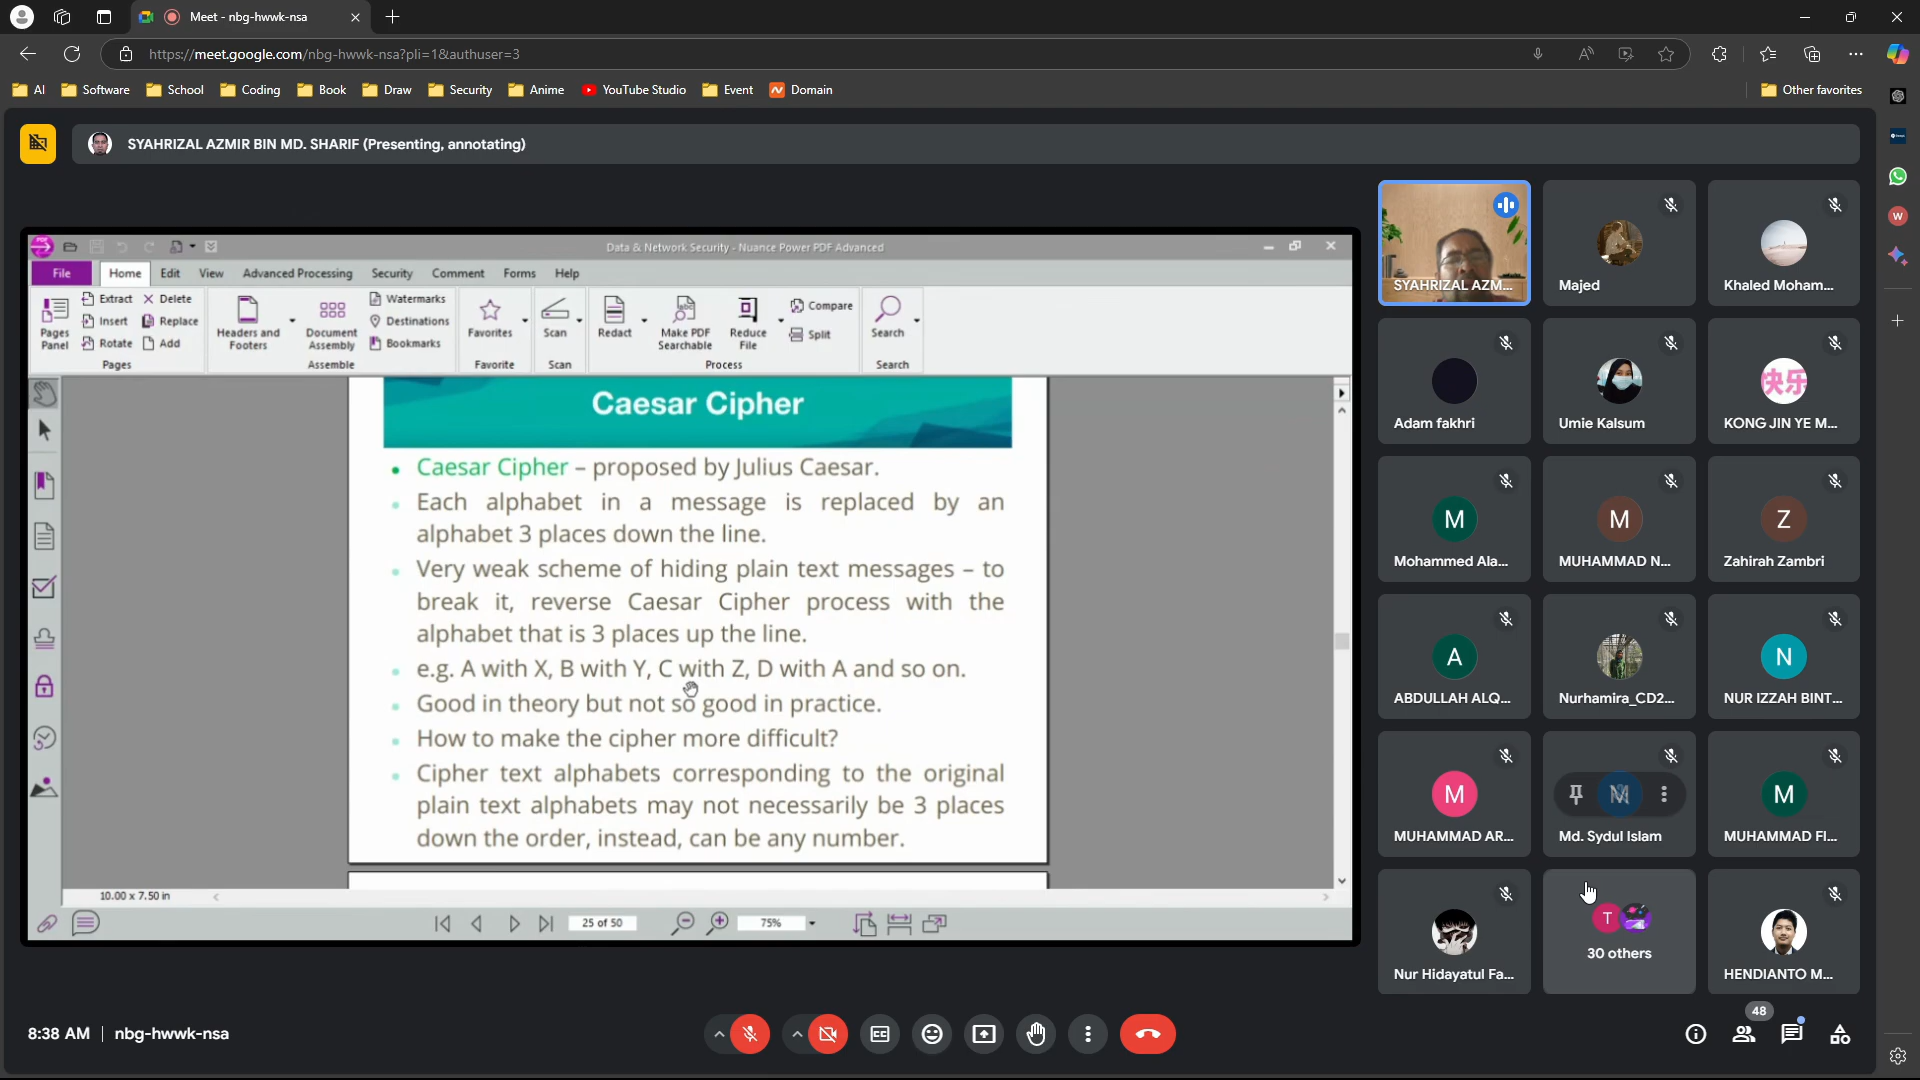 Meet - nbg-hwwk-nsa
https://meet.google.com/nbg-hwwk-nsa?pli=1&authuser=3
AI Software School Coding Book Draw Security Anime YouTube Studio Event Domain Other favorites
SYAHRIZAL AZMIR BIN MD. SHARIF (Presenting, annotating)
Data & Network Security - Nuance Power PDF Advanced
File Home Edit View Advanced Processing Security Comment Forms Help
Pages Panel
Extract Delete
Insert Replace
Rotate Add
Pages
Headers and Footers
Document Assembly
Watermarks
Destinations
Bookmarks
Assemble
Favorites
Favorite
Scan
Scan
Redact
Make PDF Searchable
Reduce File
Compare
Split
Process
Search
Search
Caesar Cipher
• Caesar Cipher – proposed by Julius Caesar.
• Each alphabet in a message is replaced by an
alphabet 3 places down the line.
• Very weak scheme of hiding plain text messages – to
break it, reverse Caesar Cipher process with the
alphabet that is 3 places up the line.
• e.g. A with X, B with Y, C with Z, D with A and so on.
• Good in theory but not so good in practice.
• How to make the cipher more difficult?
• Cipher text alphabets corresponding to the original
plain text alphabets may not necessarily be 3 places
down the order, instead, can be any number.
10.00 x 7.50 in
25 of 50
75%
SYAHRIZAL AZM...
Majed
Khaled Moham...
Adam fakhri
Umie Kalsum
快乐
KONG JIN YE M...
M
Mohammed Ala...
M
MUHAMMAD N...
Z
Zahirah Zambri
A
ABDULLAH ALQ...
Nurhamira_CD2...
N
NUR IZZAH BINT...
M
MUHAMMAD AR...
M
Md. Sydul Islam
M
MUHAMMAD FI...
Nur Hidayatul Fa...
T
30 others
HENDIANTO M...
8:38 AM | nbg-hwwk-nsa
48